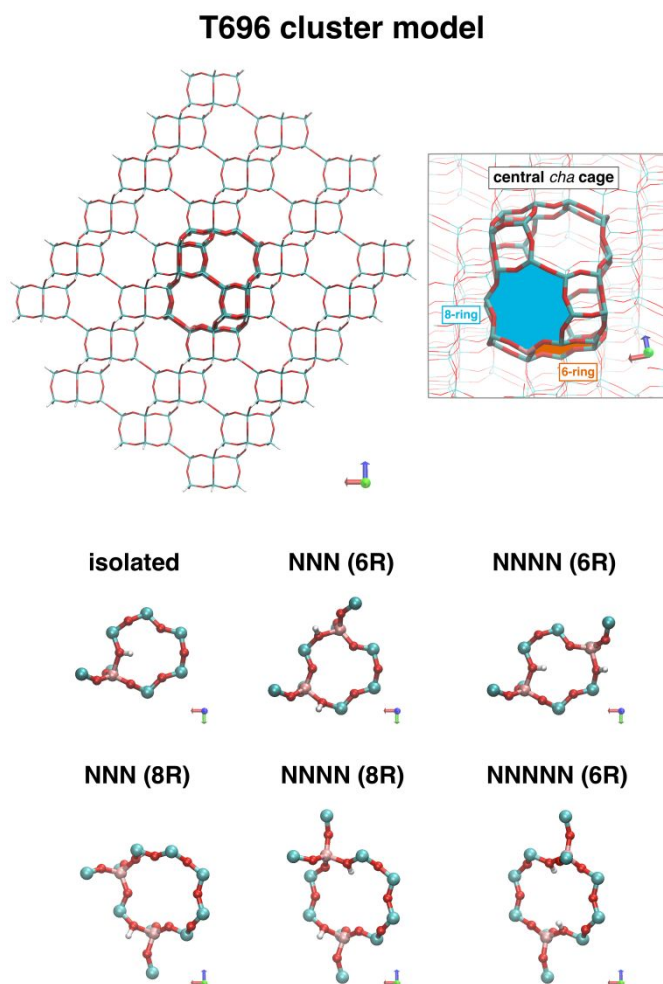 T696 cluster model
central cha cage
8-ring
6-ring
isolated NNN (6R) NNNN (6R)
NNN (8R) NNNN (8R) NNNNN (6R)